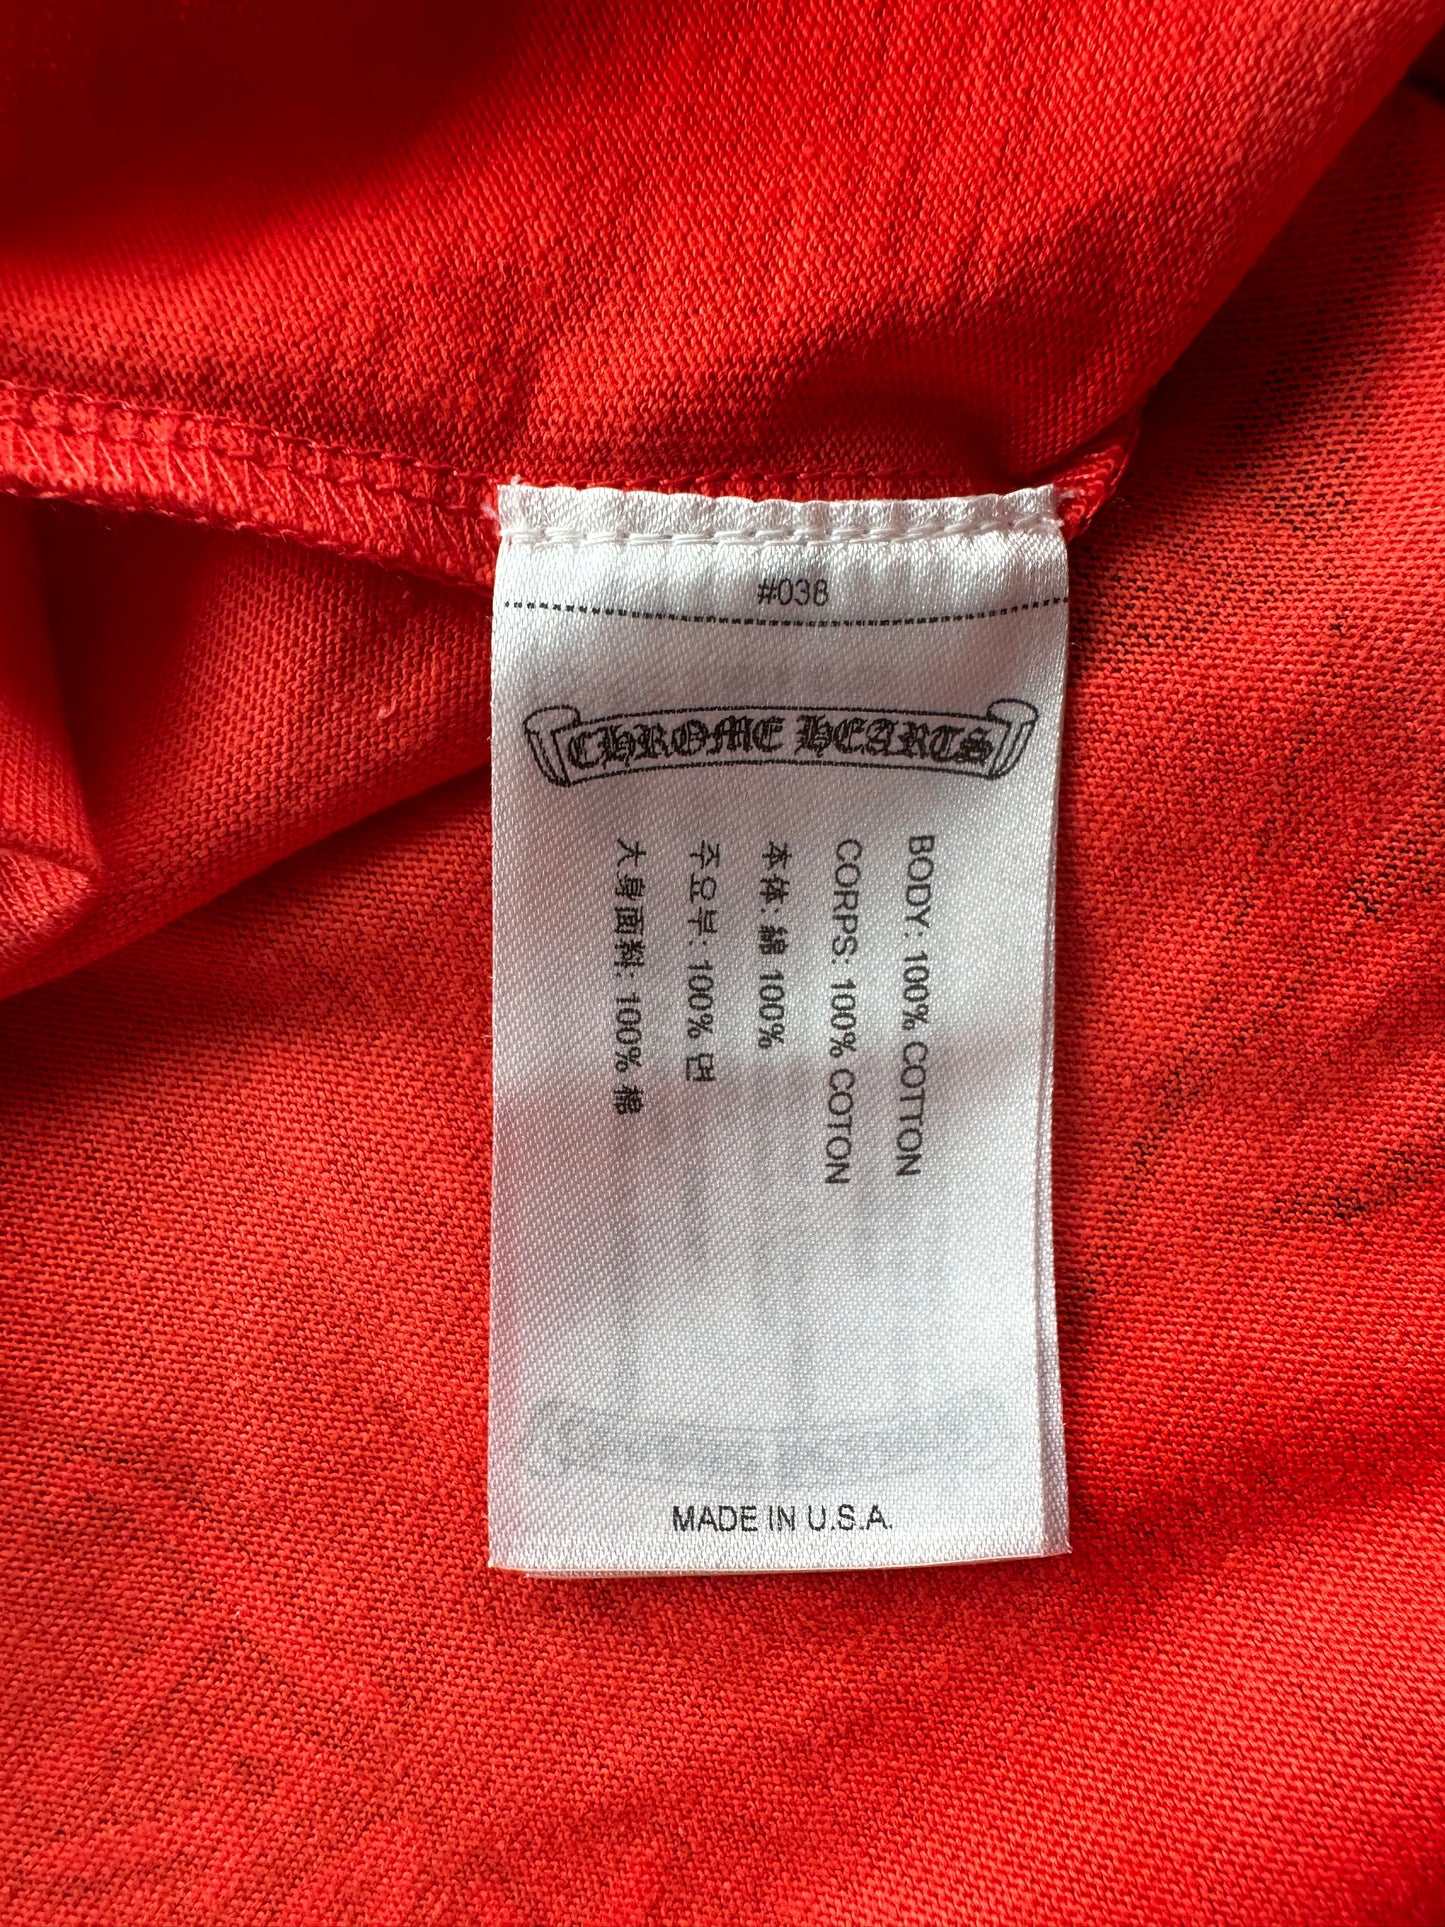 #038
CHROME HEARTS
BODY: 100% COTTON
CORPS: 100% COTON
本体: 綿 100%
주요부: 100% 면
大身面料: 100% 棉
MADE IN U.S.A.